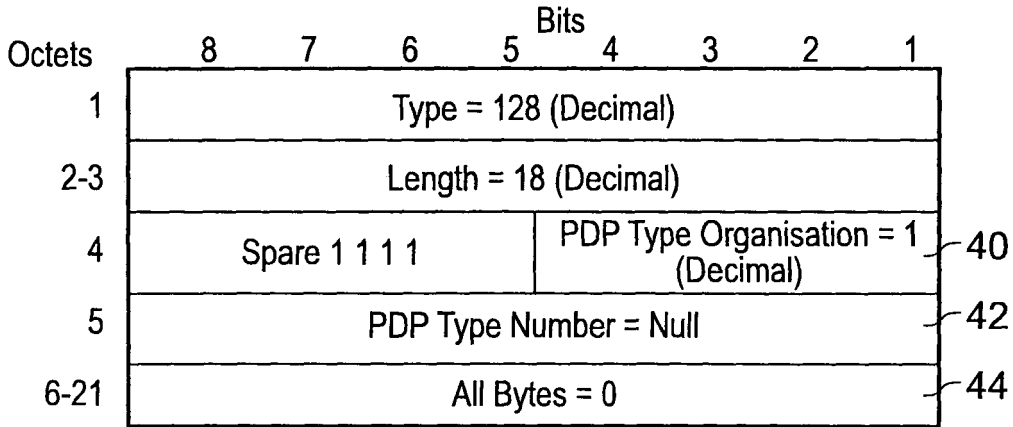 Bits
Octets 8 7 6 5 4 3 2 1
1 Type = 128 (Decimal)
2-3 Length = 18 (Decimal)
4 Spare 1 1 1 1 PDP Type Organisation = 1 (Decimal) 40
5 PDP Type Number = Null 42
6-21 All Bytes = 0 44